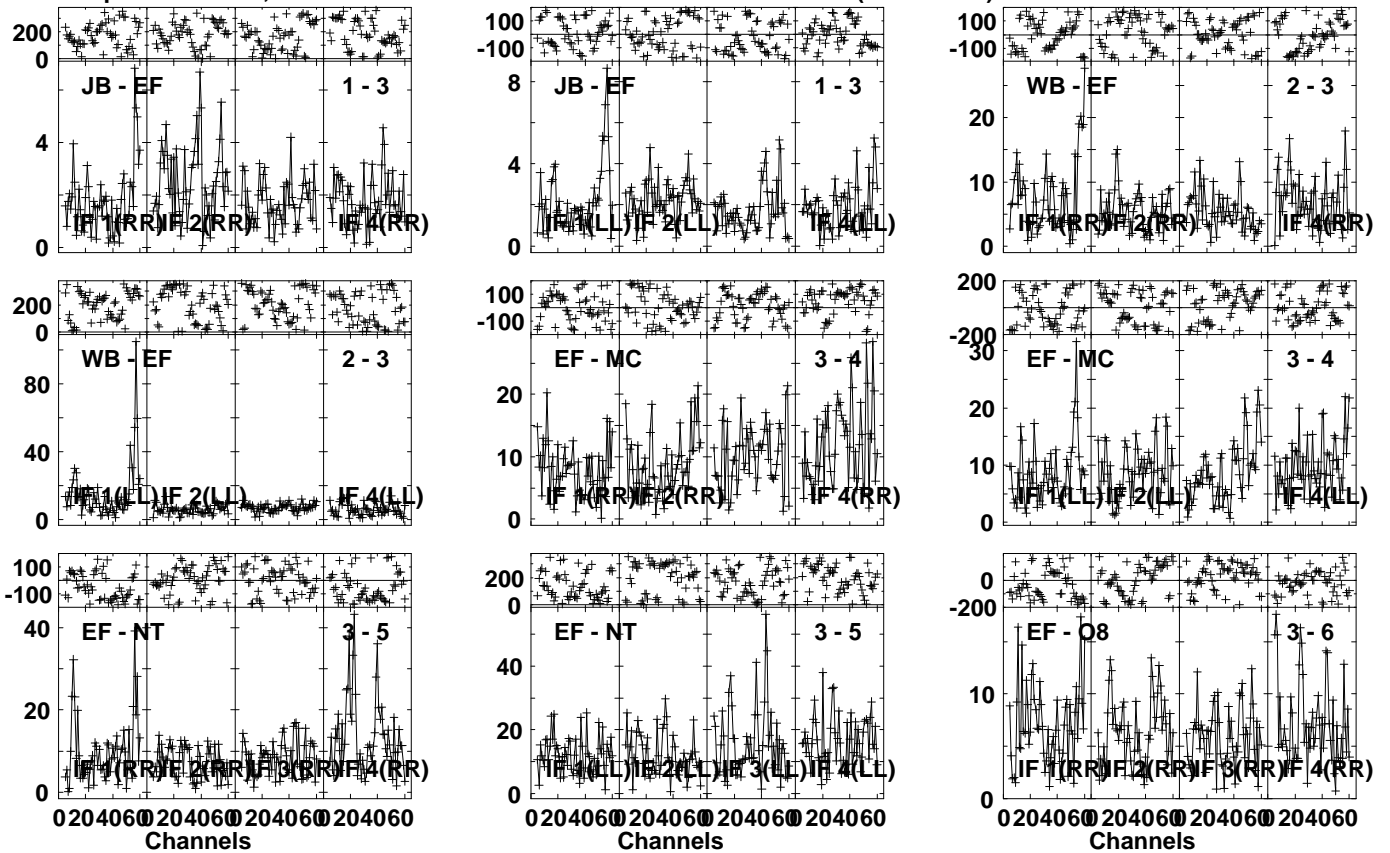 200
0
100
-100
100
-100
JB - EF 1 - 3
4
0
IF 1(RR) IF 2(RR) IF 4(RR)
JB - EF 1 - 3
8
4
0
IF 1(LL) IF 2(LL) IF 4(LL)
WB - EF 2 - 3
20
10
0
IF 1(RR) IF 2(RR) IF 4(RR)
200
0
100
-100
200
-200
WB - EF 2 - 3
80
40
0
IF 1(LL) IF 2(LL) IF 4(LL)
EF - MC 3 - 4
20
10
0
IF 1(RR) IF 2(RR) IF 4(RR)
EF - MC 3 - 4
30
20
10
0
IF 1(LL) IF 2(LL) IF 4(LL)
100
-100
200
0
0
-200
EF - NT 3 - 5
40
20
0
IF 1(RR) IF 2(RR) IF 3(RR) IF 4(RR)
EF - NT 3 - 5
40
20
0
IF 1(LL) IF 2(LL) IF 3(LL) IF 4(LL)
EF - O8 3 - 6
10
0
IF 1(RR) IF 2(RR) IF 3(RR) IF 4(RR)
0 20 40 60 0 20 40 60 0 20 40 60 0 20 40 60
Channels
0 20 40 60 0 20 40 60 0 20 40 60 0 20 40 60
Channels
0 20 40 60 0 20 40 60 0 20 40 60 0 20 40 60
Channels